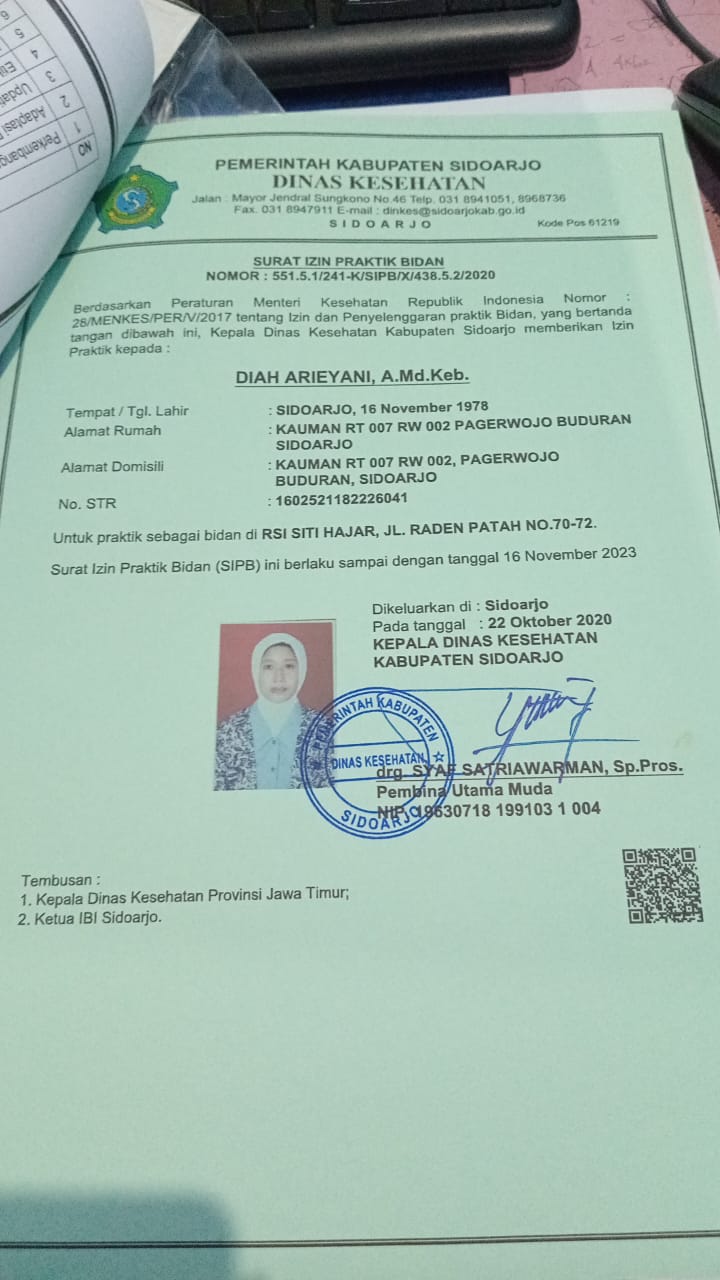 NO
1
Perkembang
2
Adaptasi
3
Updat
4
5
6
PEMERINTAH KABUPATEN SIDOARJO
DINAS KESEHATAN
Jalan : Mayor Jendral Sungkono No.46 Telp. 031 8941051, 8968736
Fax. 031 8947911 E-mail : dinkes@sidoarjokab.go.id
S I D O A R J O
Kode Pos 61219
SURAT IZIN PRAKTIK BIDAN
NOMOR : 551.5.1/241-K/SIPB/X/438.5.2/2020
Berdasarkan Peraturan Menteri Kesehatan Republik Indonesia Nomor :
28/MENKES/PER/V/2017 tentang Izin dan Penyelenggaran praktik Bidan, yang bertanda
tangan dibawah ini, Kepala Dinas Kesehatan Kabupaten Sidoarjo memberikan Izin
Praktik kepada :
DIAH ARIEYANI, A.Md.Keb.
Tempat / Tgl. Lahir : SIDOARJO, 16 November 1978
Alamat Rumah : KAUMAN RT 007 RW 002 PAGERWOJO BUDURAN
SIDOARJO
Alamat Domisili : KAUMAN RT 007 RW 002, PAGERWOJO
BUDURAN, SIDOARJO
No. STR : 1602521182226041
Untuk praktik sebagai bidan di RSI SITI HAJAR, JL. RADEN PATAH NO.70-72.
Surat Izin Praktik Bidan (SIPB) ini berlaku sampai dengan tanggal 16 November 2023
Dikeluarkan di : Sidoarjo
Pada tanggal : 22 Oktober 2020
KEPALA DINAS KESEHATAN
KABUPATEN SIDOARJO
PEMERINTAH KABUPATEN
DINAS KESEHATAN
SIDOARJO
drg. SYAF SATRIAWARMAN, Sp.Pros.
Pembina Utama Muda
NIP. 19630718 199103 1 004
Tembusan :
1. Kepala Dinas Kesehatan Provinsi Jawa Timur;
2. Ketua IBI Sidoarjo.